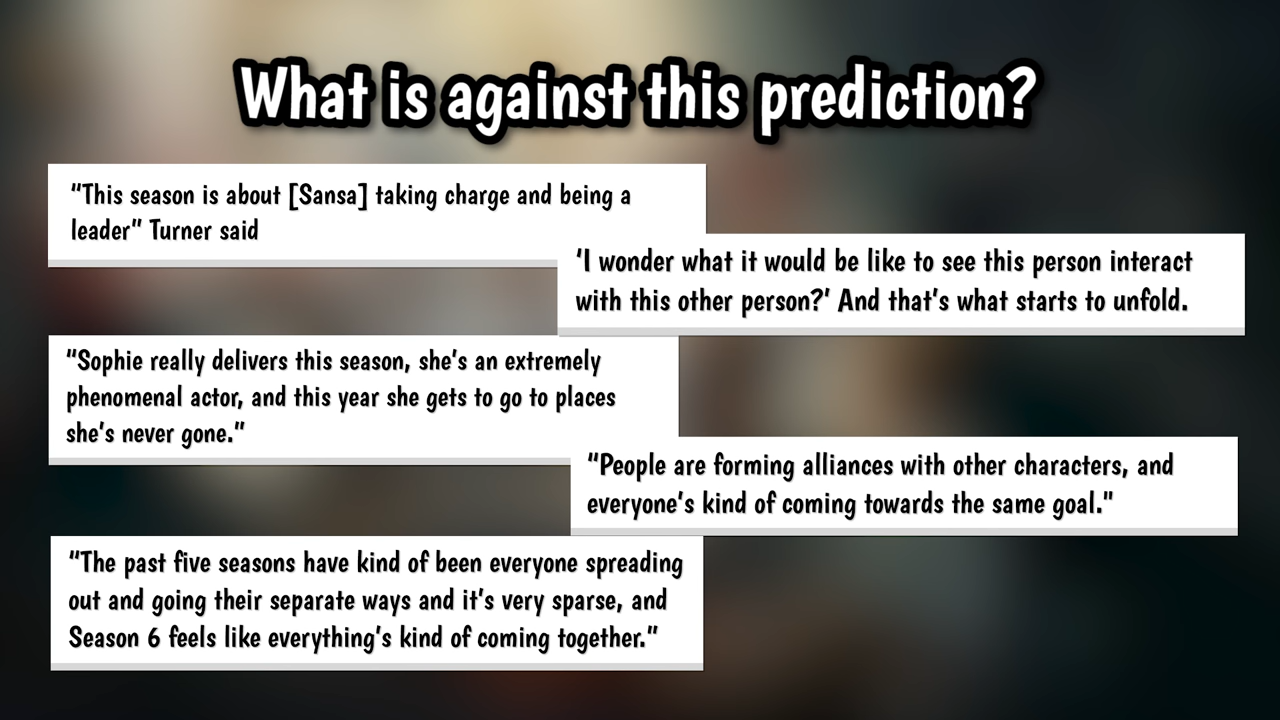 What is against this prediction?
“This season is about [Sansa] taking charge and being a
leader” Turner said
‘I wonder what it would be like to see this person interact
with this other person?’ And that’s what starts to unfold.
“Sophie really delivers this season, she’s an extremely
phenomenal actor, and this year she gets to go to places
she’s never gone.”
“People are forming alliances with other characters, and
everyone’s kind of coming towards the same goal.”
“The past five seasons have kind of been everyone spreading
out and going their separate ways and it’s very sparse, and
Season 6 feels like everything’s kind of coming together.”